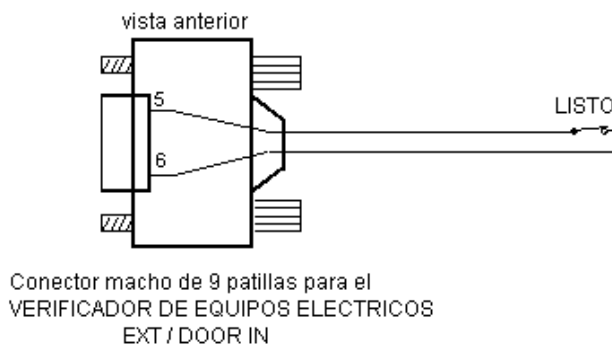 vista anterior
5
LISTO
6
Conector macho de 9 patillas para el
VERIFICADOR DE EQUIPOS ELECTRICOS
EXT / DOOR IN